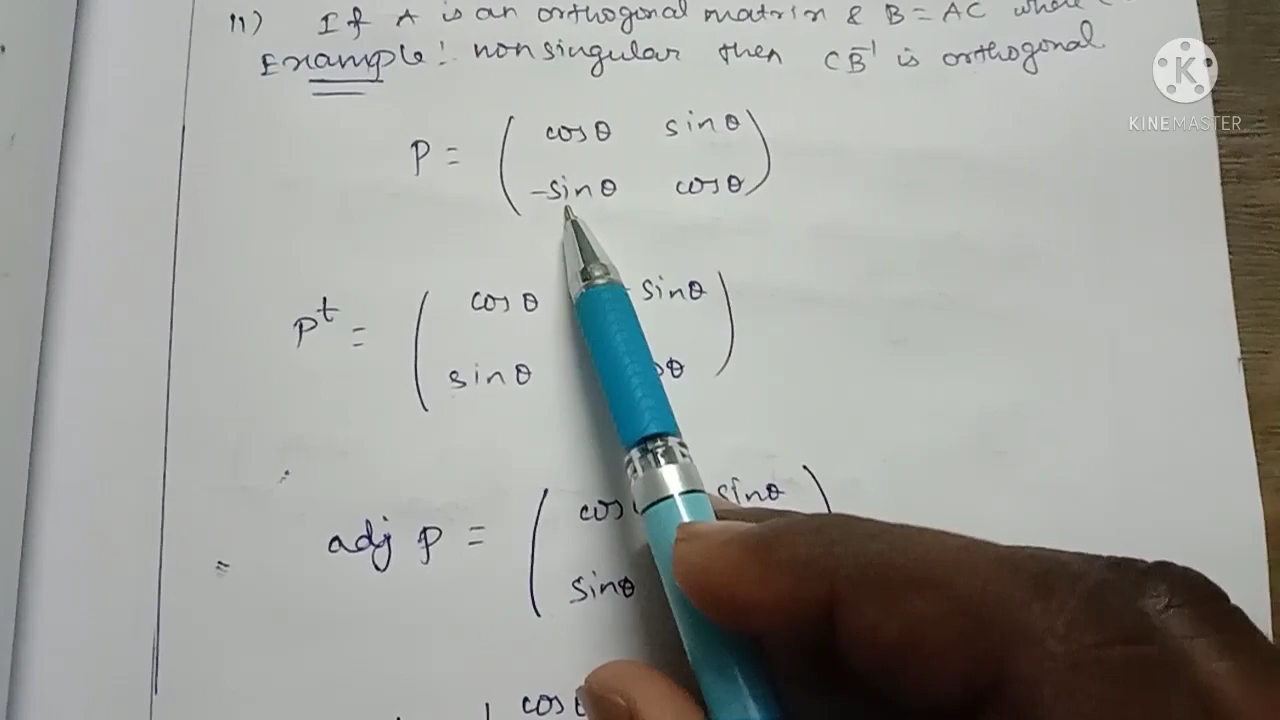 11) If A is an orthogonal matrix & B = AC where
Example: nonsingular then CB⁻¹ is orthogonal
K
KINEMASTER
P = ( cosθ sinθ
-sinθ cosθ )
Pᵗ = ( cosθ - sinθ
sinθ )
adj P = ( sinθ
sinθ